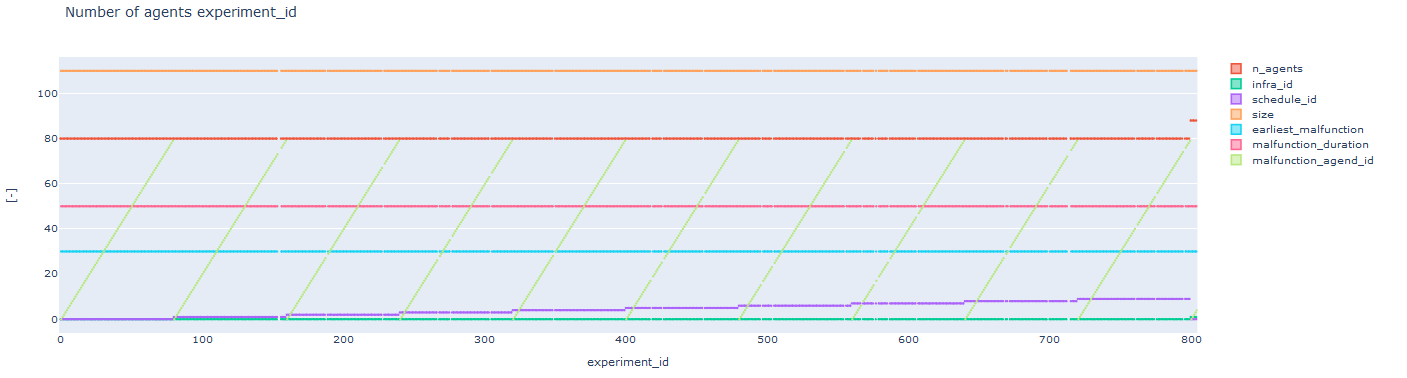 Number of agents experiment_id
n_agents
infra_id
schedule_id
size
earliest_malfunction
malfunction_duration
malfunction_agend_id
100
80
60
40
20
0
[-]
0 100 200 300 400 500 600 700 800
experiment_id